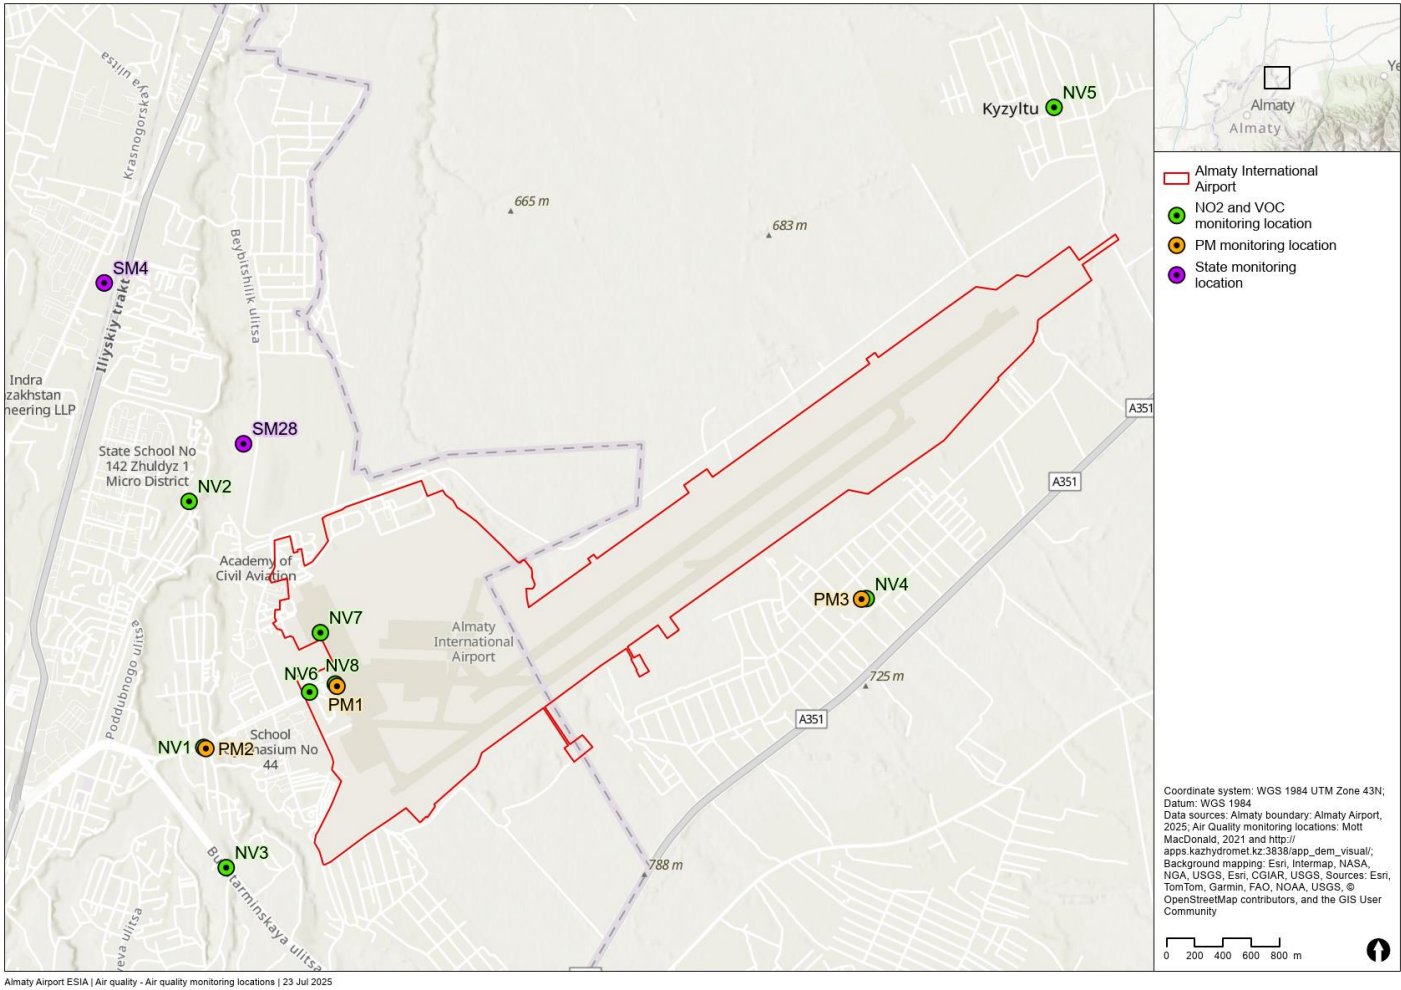 Krasnogorskaya ulitsa
SM4
Iliyskiy trakt
Beybitshilik ulitsa
665 m
683 m
Kyzyltu
NV5
Indra
zakhstan
neering LLP
SM28
State School No
142 Zhuldyz 1
Micro District
NV2
A351
A351
Academy of
Civil Aviation
NV7
Almaty
International
Airport
PM3
NV4
NV6
NV8
PM1
725 m
A351
Poddubnogo ulitsa
NV1
PM2
School
nasium No
44
NV3
788 m
tarminskaya ulitsa
yeva ulitsa
Ye
Almaty
Almaty
Almaty International
Airport
NO2 and VOC
monitoring location
PM monitoring location
State monitoring
location
Coordinate system: WGS 1984 UTM Zone 43N;
Datum: WGS 1984
Data sources: Almaty boundary: Almaty Airport,
2025; Air Quality monitoring locations: Mott
MacDonald, 2021 and http://
apps.kazhydromet.kz:3838/app_dem_visual/;
Background mapping: Esri, Intermap, NASA,
NGA, USGS, Esri, CGIAR, USGS, Sources: Esri,
TomTom, Garmin, FAO, NOAA, USGS, ©
OpenStreetMap contributors, and the GIS User
Community
0 200 400 600 800 m
Almaty Airport ESIA | Air quality - Air quality monitoring locations | 23 Jul 2025